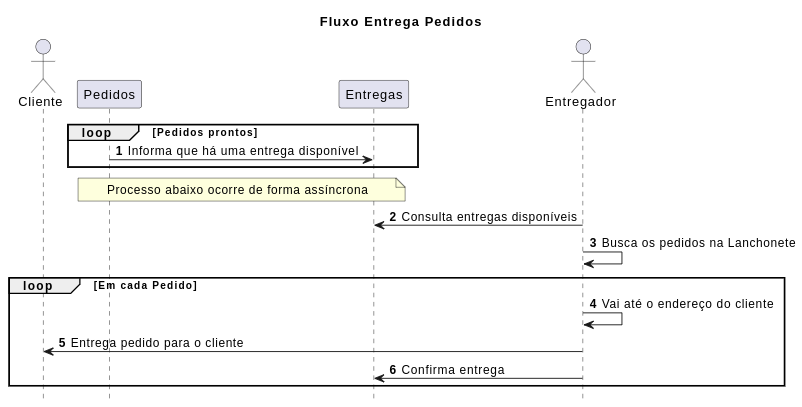 Fluxo Entrega Pedidos
Cliente
Pedidos
Entregas
Entregador
loop [Pedidos prontos]
1 Informa que há uma entrega disponível
Processo abaixo ocorre de forma assíncrona
2 Consulta entregas disponíveis
3 Busca os pedidos na Lanchonete
loop [Em cada Pedido]
4 Vai até o endereço do cliente
5 Entrega pedido para o cliente
6 Confirma entrega